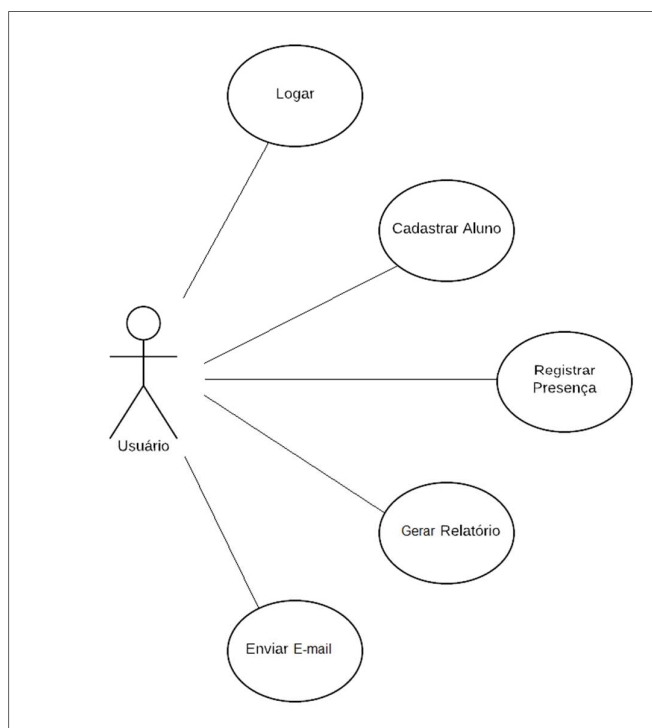 Logar
Cadastrar Aluno
Registrar
Presença
Usuário
Gerar Relatório
Enviar E-mail